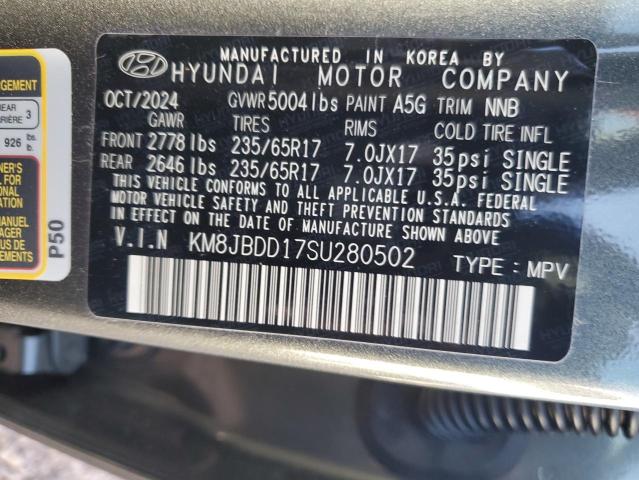 MANUFACTURED IN KOREA BY
HYUNDAI MOTOR COMPANY
OCT/2024 GVWR 5004 lbs PAINT A5G TRIM NNB
GAWR TIRES RIMS COLD TIRE INFL
FRONT 2778 lbs 235/65R17 7.0JX17 35psi SINGLE
REAR 2646 lbs 235/65R17 7.0JX17 35psi SINGLE
THIS VEHICLE CONFORMS TO ALL APPLICABLE U.S.A. FEDERAL
MOTOR VEHICLE SAFETY AND THEFT PREVENTION STANDARDS
IN EFFECT ON THE DATE OF MANUFACTURE SHOWN ABOVE.
V.I.N KM8JBDD17SU280502 TYPE : MPV
3
926 lbs.
P50